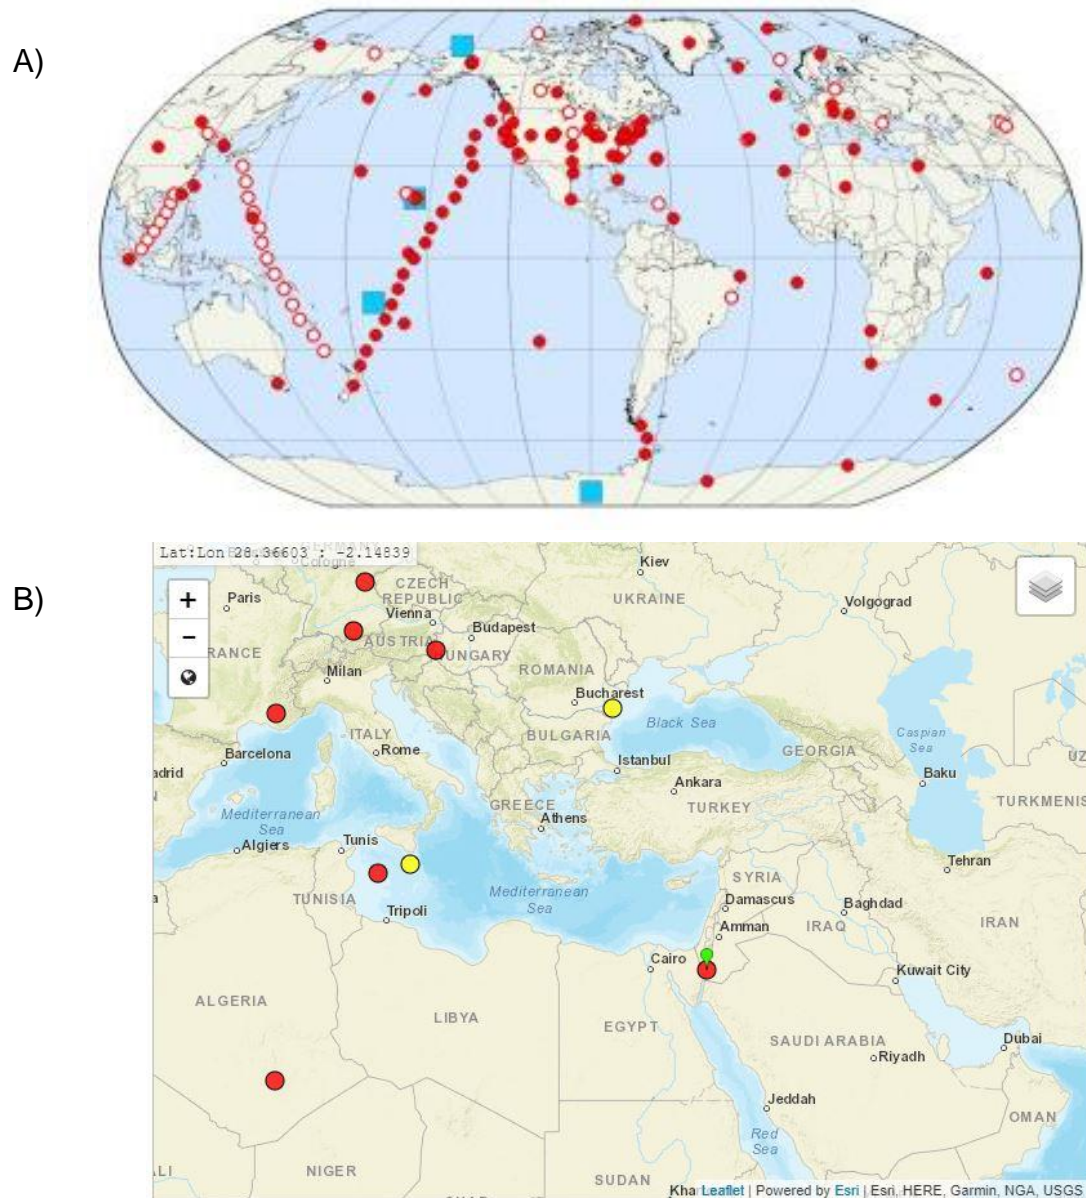 A)
B)
Lat:Lon 28.36603 : -2.14839
Cologne
Kiev
Paris
CZECH
REPUBLIC
UKRAINE
Volgograd
Vienna
Budapest
AUSTRIA
RANCE
UNGARY
Milan
ROMANIA
Bucharest
Black Sea
Caspian
Sea
ITALY
BULGARIA
GEORGIA
UZ
Barcelona
Rome
Istanbul
adrid
Ankara
Baku
GREECE
TURKEY
TURKMENIS
Mediterranean
Sea
Athens
Tunis
Algiers
Tehran
SYRIA
Mediterranean
Sea
TUNISIA
Damascus
Baghdad
Tripoli
Amman
IRAQ
IRAN
Cairo
Kuwait City
ALGERIA
LIBYA
EGYPT
SAUDI ARABIA
Dubai
Riyadh
Jeddah
OMAN
Red
Sea
ALI
NIGER
SUDAN
Kha
Leaflet | Powered by Esri | Esri, HERE, Garmin, NGA, USGS